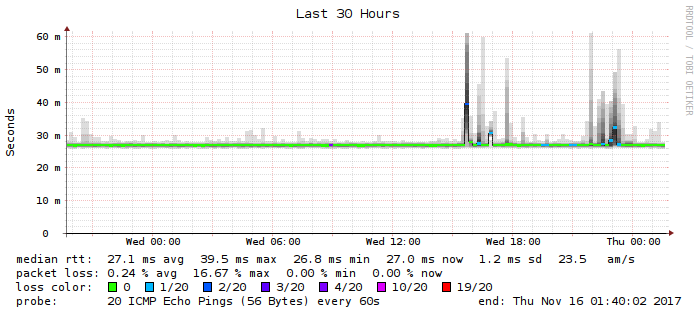 Last 30 Hours
RRDTOOL / TOBI OETIKER
Seconds
60 m
50 m
40 m
30 m
20 m
10 m
0
Wed 00:00 Wed 06:00 Wed 12:00 Wed 18:00 Thu 00:00
median rtt: 27.1 ms avg 39.5 ms max 26.8 ms min 27.0 ms now 1.2 ms sd 23.5 am/s
packet loss: 0.24 % avg 16.67 % max 0.00 % min 0.00 % now
loss color: 0 1/20 2/20 3/20 4/20 10/20 19/20
probe: 20 ICMP Echo Pings (56 Bytes) every 60s end: Thu Nov 16 01:40:02 2017